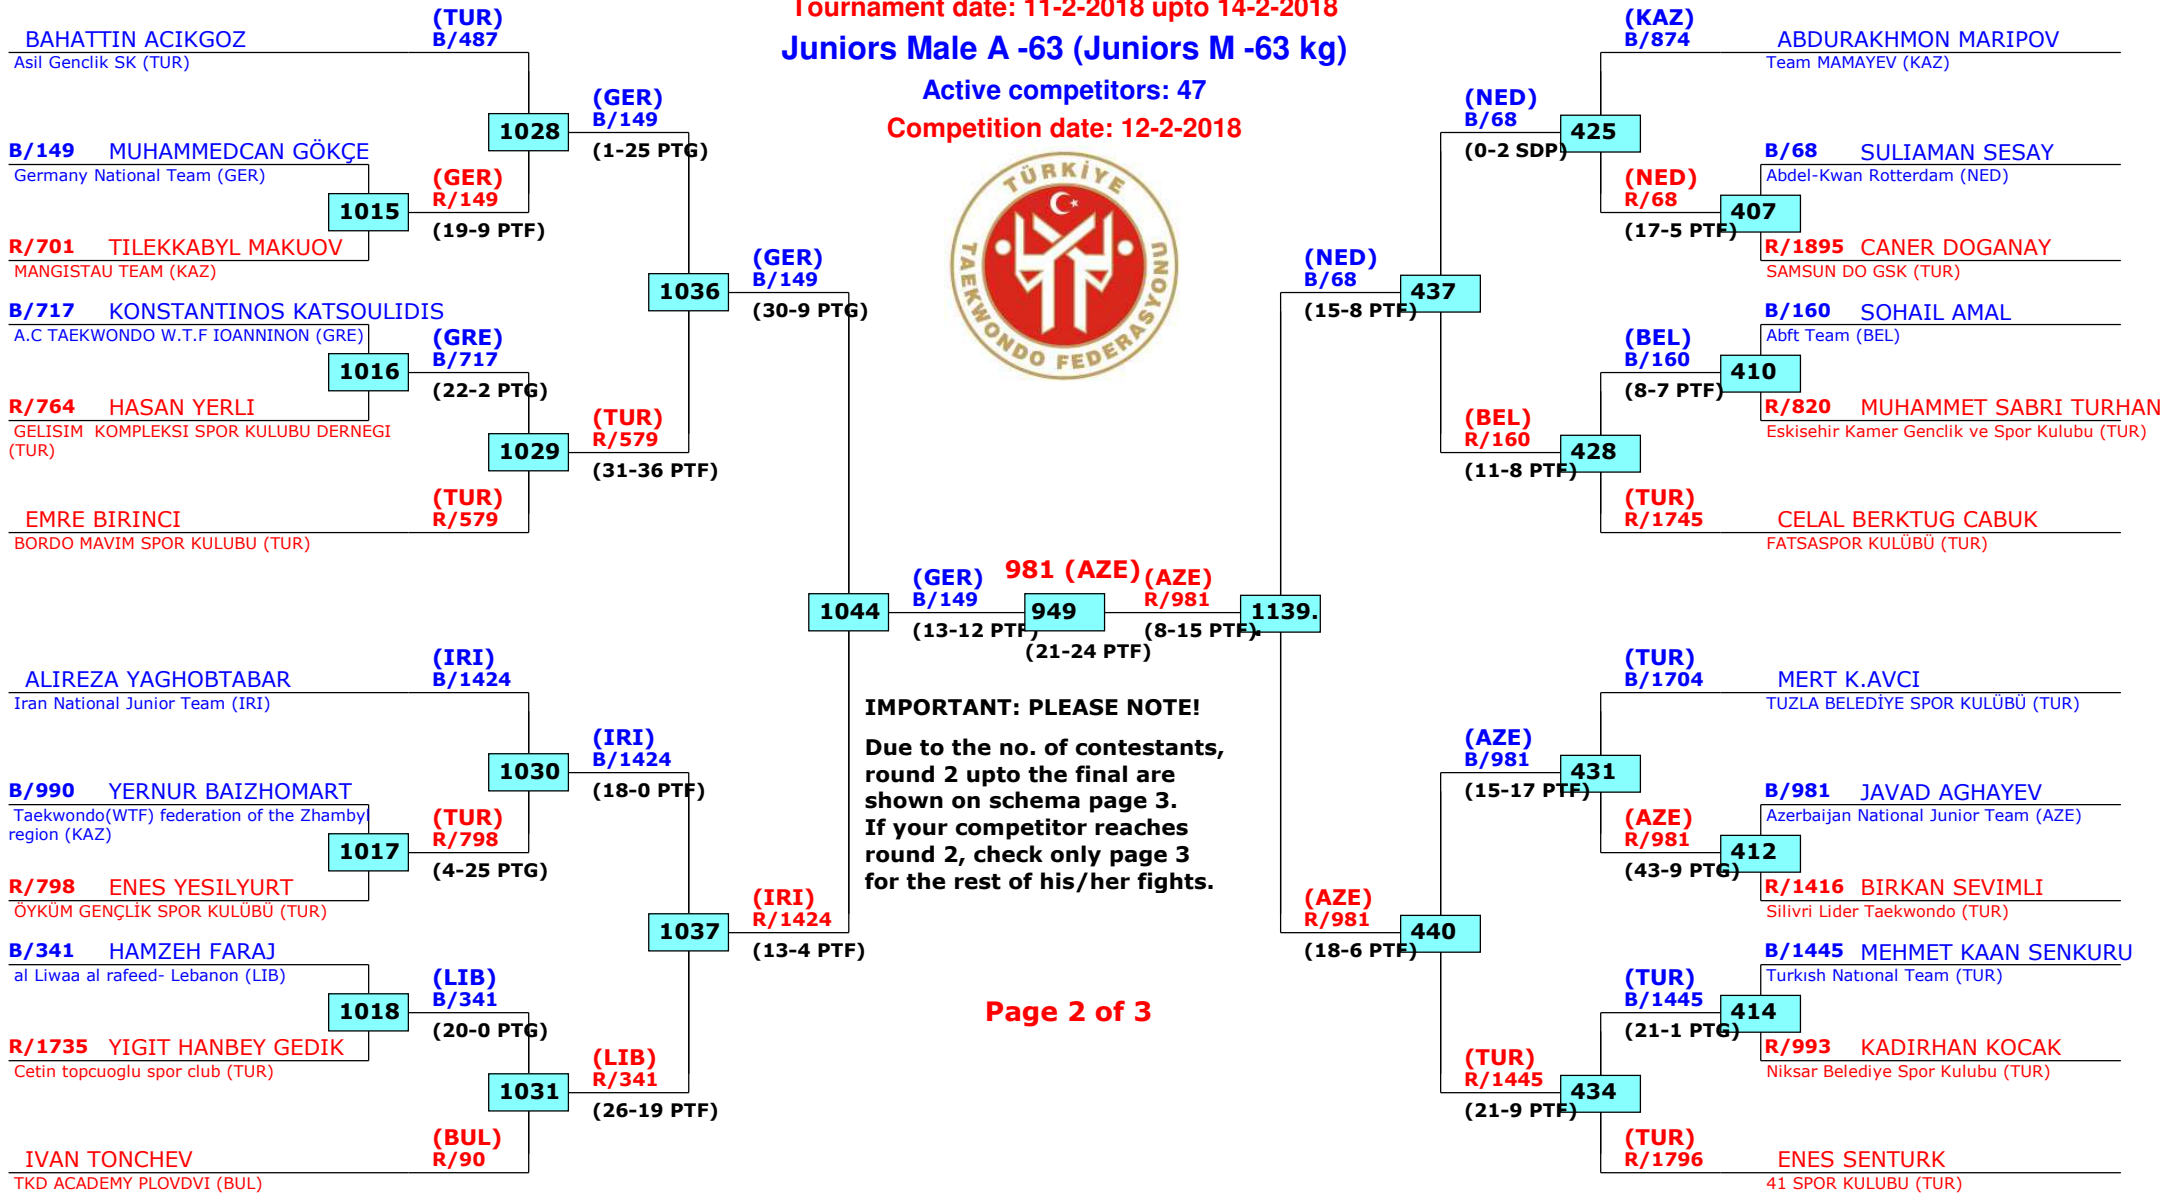 Tournament date: 11-2-2018 upto 14-2-2018
Juniors Male A -63 (Juniors M -63 kg)
Active competitors: 47
Competition date: 12-2-2018
TÜRKİYE TAEKWONDO FEDERASYONU
BAHATTIN ACIKGOZ
Asil Genclik SK (TUR)
(TUR)
B/487
B/149 MUHAMMEDCAN GÖKÇE
Germany National Team (GER)
1015
R/701 TILEKKABYL MAKUOV
MANGISTAU TEAM (KAZ)
(GER)
R/149
(19-9 PTF)
1028
(GER)
B/149
(1-25 PTG)
B/717 KONSTANTINOS KATSOULIDIS
A.C TAEKWONDO W.T.F IOANNINON (GRE)
1016
R/764 HASAN YERLI
GELISIM KOMPLEKSI SPOR KULUBU DERNEGI
(TUR)
(GRE)
B/717
(22-2 PTG)
1029
EMRE BIRINCI
BORDO MAVIM SPOR KULUBU (TUR)
(TUR)
R/579
(TUR)
R/579
(31-36 PTF)
1036
(GER)
B/149
(30-9 PTG)
ALIREZA YAGHOBTABAR
Iran National Junior Team (IRI)
(IRI)
B/1424
B/990 YERNUR BAIZHOMART
Taekwondo(WTF) federation of the Zhambyl
region (KAZ)
1017
R/798 ENES YESILYURT
ÖYKÜM GENÇLİK SPOR KULÜBÜ (TUR)
(TUR)
R/798
(4-25 PTG)
1030
(IRI)
B/1424
(18-0 PTF)
B/341 HAMZEH FARAJ
al Liwaa al rafeed- Lebanon (LIB)
1018
R/1735 YIGIT HANBEY GEDIK
Cetin topcuoglu spor club (TUR)
(LIB)
B/341
(20-0 PTG)
1031
IVAN TONCHEV
TKD ACADEMY PLOVDVI (BUL)
(BUL)
R/90
(LIB)
R/341
(26-19 PTF)
1037
(IRI)
R/1424
(13-4 PTF)
1044
(GER)
B/149
(13-12 PTF)
981 (AZE)
949
(21-24 PTF)
(AZE)
R/981
(8-15 PTF).
1139.
IMPORTANT: PLEASE NOTE!
Due to the no. of contestants,
round 2 upto the final are
shown on schema page 3.
If your competitor reaches
round 2, check only page 3
for the rest of his/her fights.
Page 2 of 3
(NED)
B/68
(15-8 PTF)
437
(NED)
B/68
(0-2 SDP)
425
(KAZ)
B/874
ABDURAKHMON MARIPOV
Team MAMAYEV (KAZ)
(NED)
R/68
(17-5 PTF)
407
B/68 SULIAMAN SESAY
Abdel-Kwan Rotterdam (NED)
R/1895 CANER DOGANAY
SAMSUN DO GSK (TUR)
(BEL)
R/160
(11-8 PTF)
428
(BEL)
B/160
(8-7 PTF)
410
B/160 SOHAIL AMAL
Abft Team (BEL)
R/820 MUHAMMET SABRI TURHAN
Eskisehir Kamer Genclik ve Spor Kulubu (TUR)
(TUR)
R/1745
CELAL BERKTUG CABUK
FATSASPOR KULÜBÜ (TUR)
(AZE)
R/981
(18-6 PTF)
440
(AZE)
B/981
(15-17 PTF)
431
(TUR)
B/1704
MERT K.AVCI
TUZLA BELEDİYE SPOR KULÜBÜ (TUR)
(AZE)
R/981
(43-9 PTG)
412
B/981 JAVAD AGHAYEV
Azerbaijan National Junior Team (AZE)
R/1416 BIRKAN SEVIMLI
Silivri Lider Taekwondo (TUR)
(TUR)
R/1445
(21-9 PTF)
434
(TUR)
B/1445
(21-1 PTG)
414
B/1445 MEHMET KAAN SENKURU
Turkısh Natıonal Team (TUR)
R/993 KADIRHAN KOCAK
Niksar Belediye Spor Kulubu (TUR)
(TUR)
R/1796
ENES SENTURK
41 SPOR KULUBU (TUR)